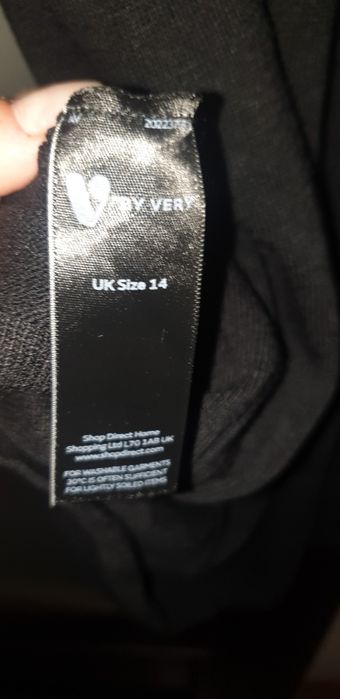 V BY VERY
UK Size 14
Shop Direct Home
Shopping Ltd L70 1AB UK
www.shopdirect.com
FOR WASHABLE GARMENTS
20°C IS OFTEN SUFFICIENT
FOR LIGHTLY SOILED ITEMS